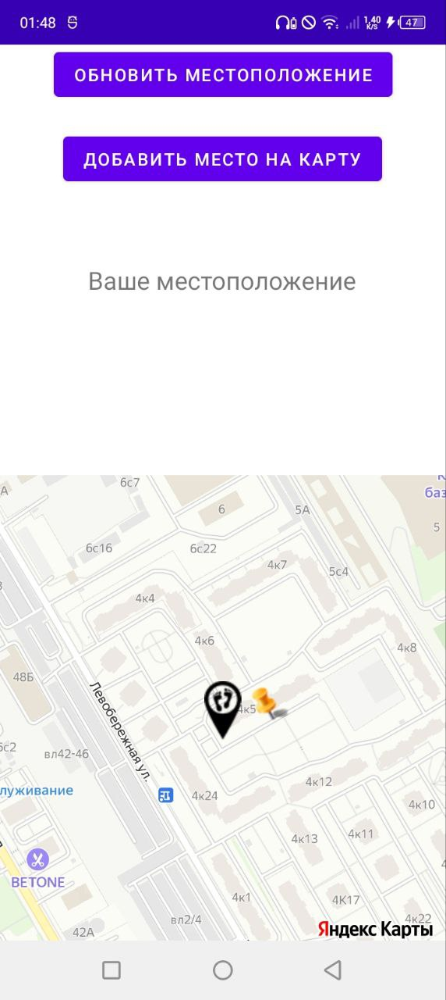 01:48
1,40
K/s
47
ОБНОВИТЬ МЕСТОПОЛОЖЕНИЕ
ДОБАВИТЬ МЕСТО НА КАРТУ
Ваше местоположение
6с7
А
6
5А
баз
5
6с16
6с22
4к7
5с4
4к4
4к6
4к8
48Б
4к5
Левобережная ул.
6с2
вл42-46
луживание
4к24
4к12
4к10
4к13
4к11
BETONE
4к1
4К17
вл2/4
4к22
42А
Яндекс Карты